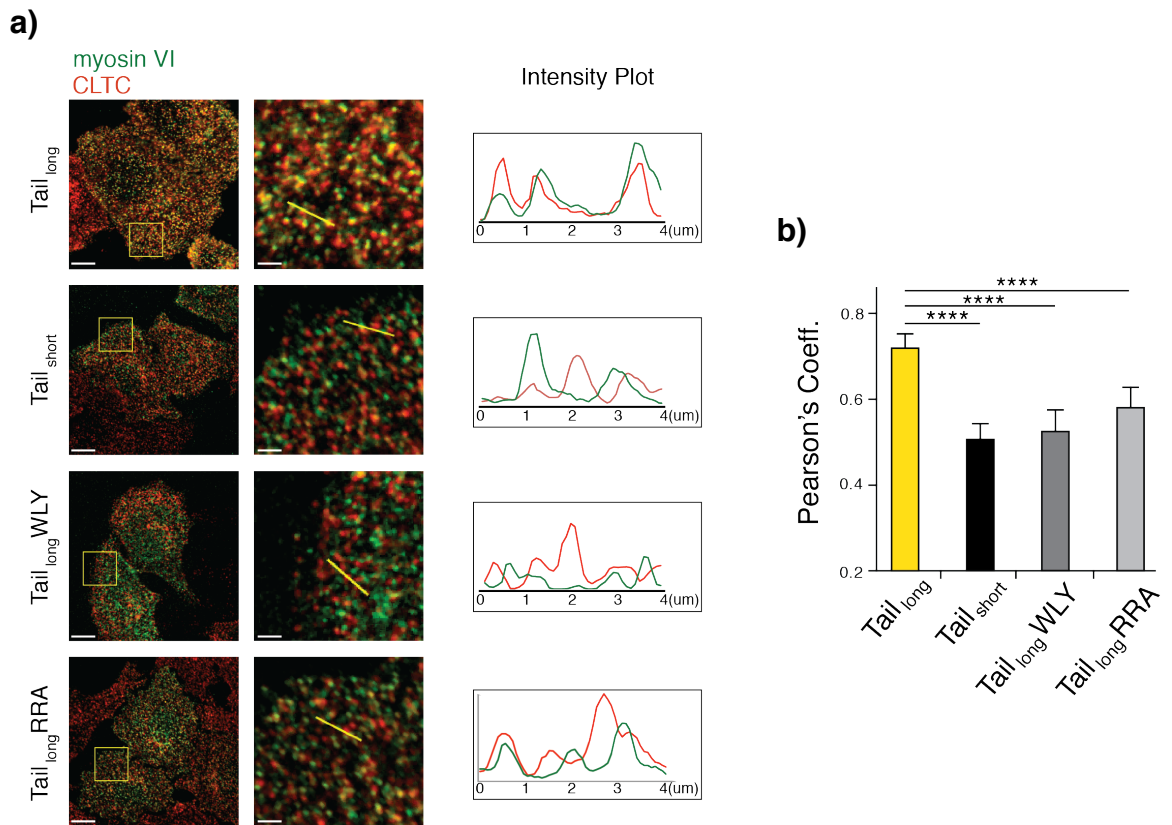 a)
myosin VI
CLTC
Intensity Plot
Tail long
0 1 2 3 4(um)
Tail short
0 1 2 3 4(um)
Tail long WLY
0 1 2 3 4(um)
Tail long RRA
0 1 2 3 4(um)
b)
****
****
****
Pearson's Coeff.
0.8
0.6
0.4
0.2
Tail long
Tail short
Tail long WLY
Tail long RRA